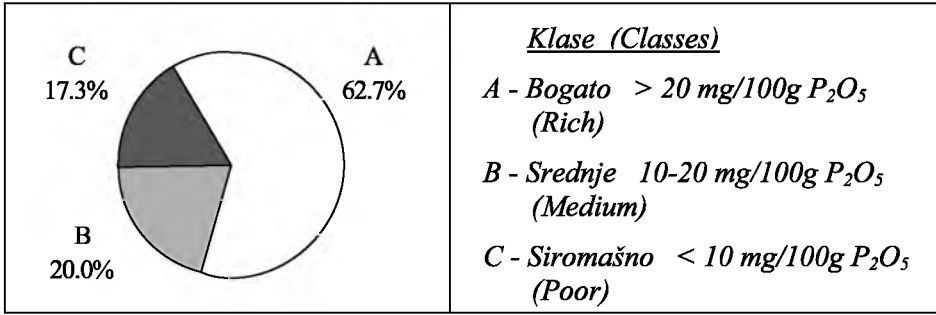 C
17.3%
A
62.7%
B
20.0%
Klase (Classes)
A - Bogato > 20 mg/100g P₂O₅
(Rich)
B - Srednje 10-20 mg/100g P₂O₅
(Medium)
C - Siromašno < 10 mg/100g P₂O₅
(Poor)